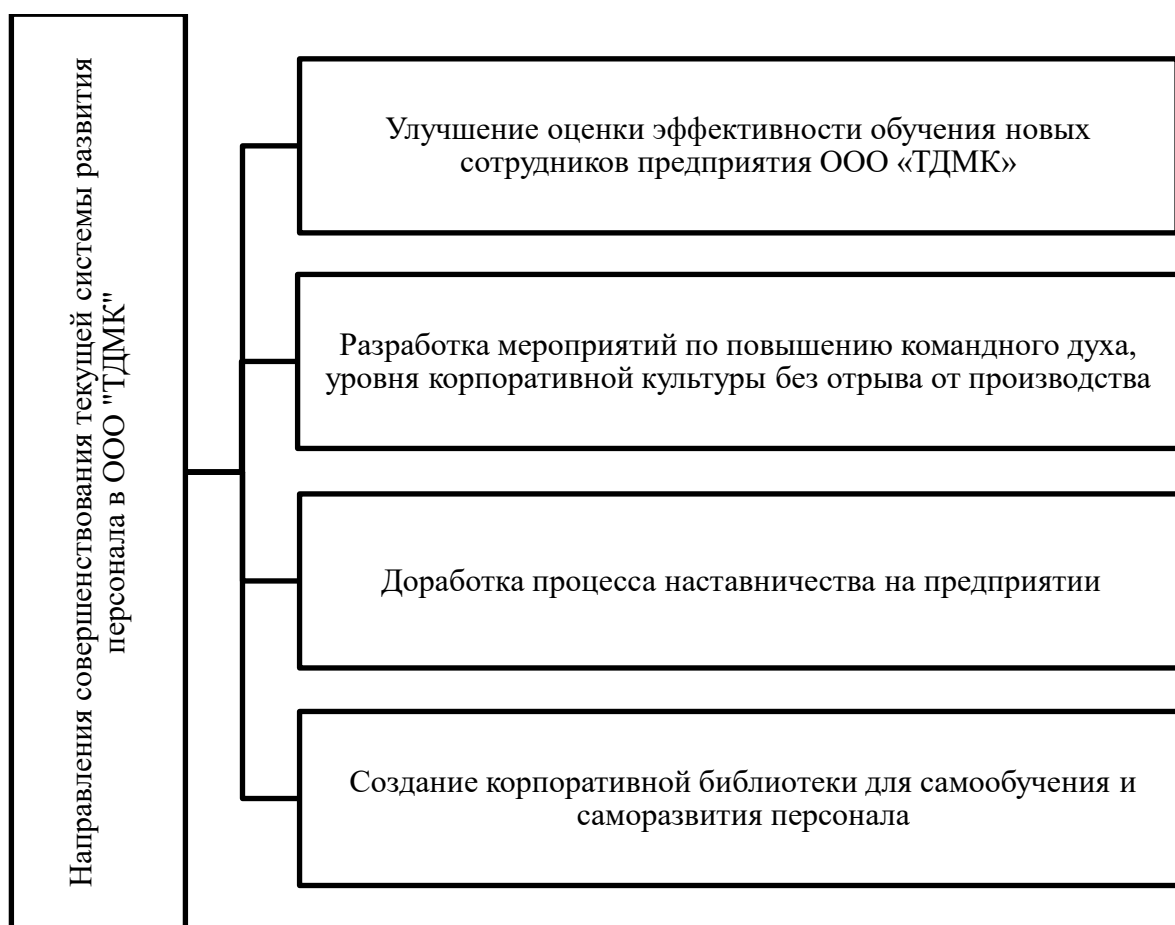 Направления совершенствования текущей системы развития
персонала в ООО "ТДМК"
Улучшение оценки эффективности обучения новых
сотрудников предприятия ООО «ТДМК»
Разработка мероприятий по повышению командного духа,
уровня корпоративной культуры без отрыва от производства
Доработка процесса наставничества на предприятии
Создание корпоративной библиотеки для самообучения и
саморазвития персонала